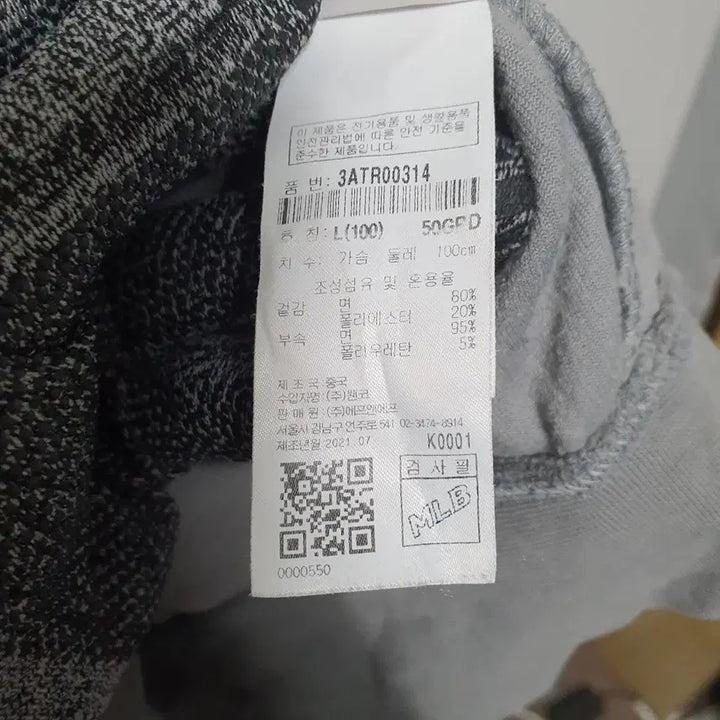 이 제품은 전기용품 및 생활용품
안전관리법에 따른 안전 기준을
준수한 제품입니다.
품 번: 3ATR00314
호 칭: L(100) 50GRD
치 수: 가슴 둘레 100cm
조성섬유 및 혼용율
겉감 면 80%
폴리에스터 20%
부속 면 95%
폴리우레탄 5%
제 조 국 중국
수입자명: (주)
판 매 원: (주)에프앤에프
서울시 강남구 언주로 541 02-3474-8914
제조년월 2021.07 K0001
검 사 필
MLB
0000550